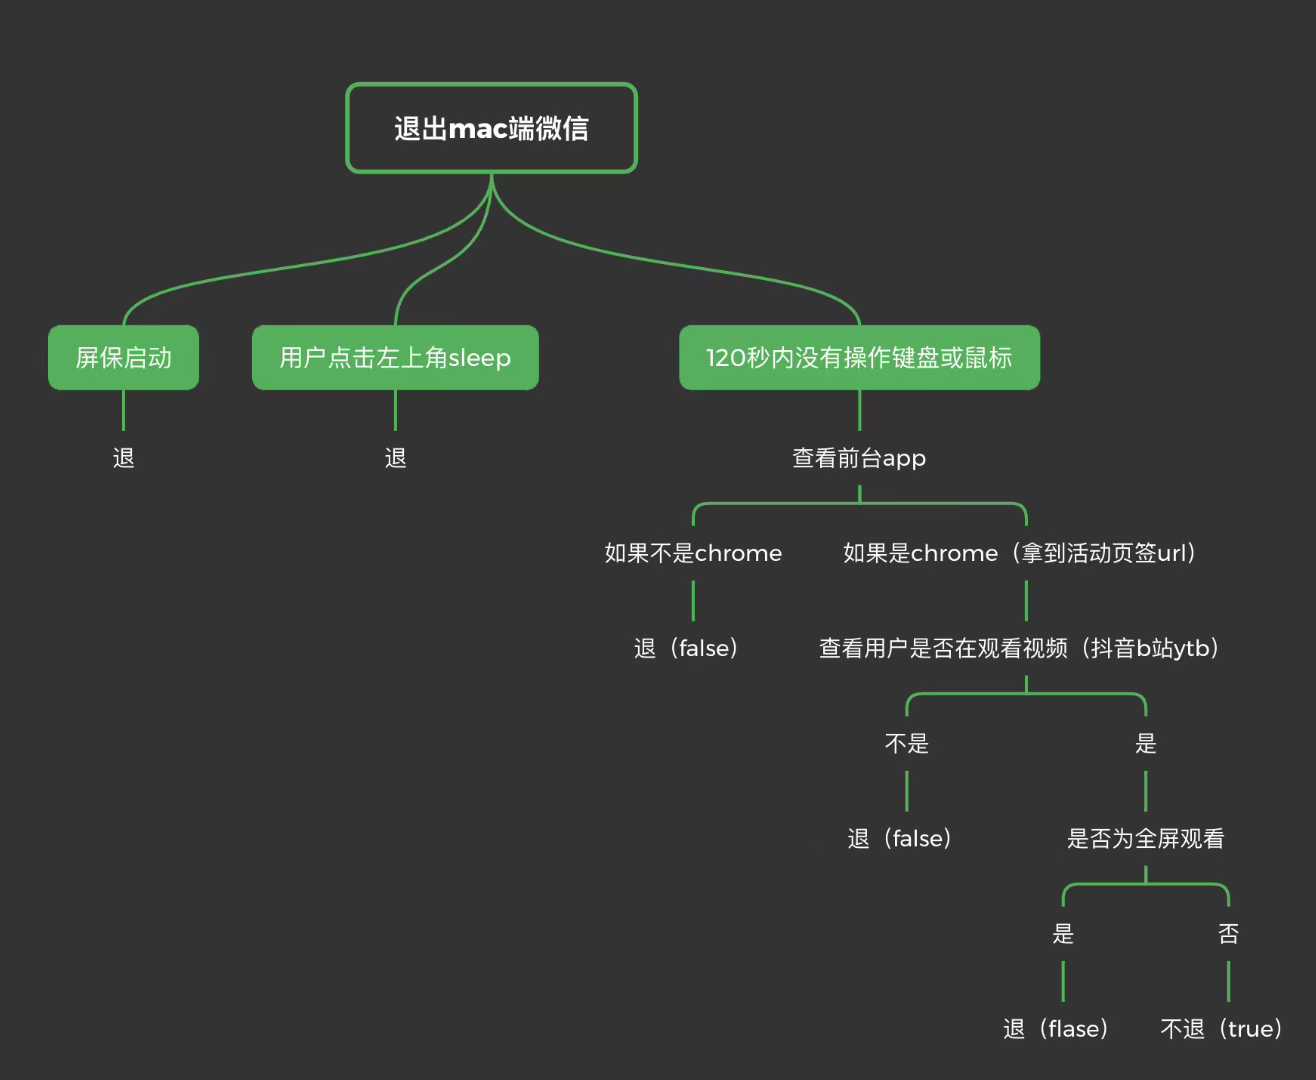 退出mac端微信
屏保启动
用户点击左上角sleep
120秒内没有操作键盘或鼠标
退
退
查看前台app
如果不是chrome
如果是chrome（拿到活动页签url）
退（false）
查看用户是否在观看视频（抖音b站ytb）
不是
是
退（false）
是否为全屏观看
是
否
退（flase）
不退（true）